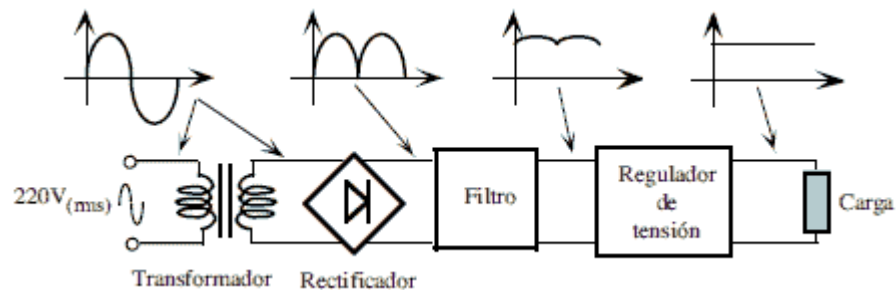 220V(rms)
Transformador
Rectificador
Filtro
Regulador
de
tensión
Carga